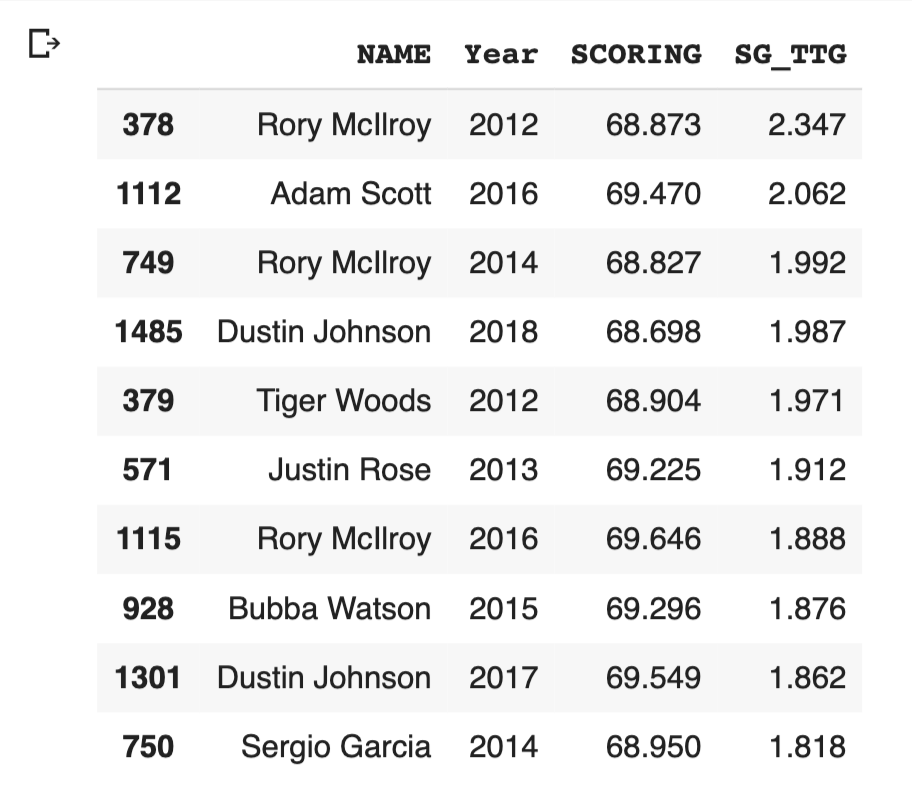 NAME Year SCORING SG_TTG
378 Rory McIlroy 2012 68.873 2.347
1112 Adam Scott 2016 69.470 2.062
749 Rory McIlroy 2014 68.827 1.992
1485 Dustin Johnson 2018 68.698 1.987
379 Tiger Woods 2012 68.904 1.971
571 Justin Rose 2013 69.225 1.912
1115 Rory McIlroy 2016 69.646 1.888
928 Bubba Watson 2015 69.296 1.876
1301 Dustin Johnson 2017 69.549 1.862
750 Sergio Garcia 2014 68.950 1.818